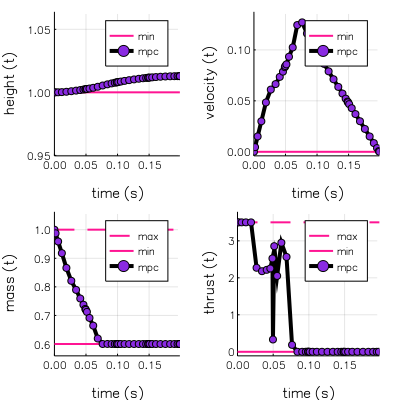 height (t)
1.05
1.00
0.95
0.00 0.05 0.10 0.15
time (s)
min
mpc
velocity (t)
0.10
0.05
0.00
0.00 0.05 0.10 0.15
time (s)
min
mpc
mass (t)
1.0
0.9
0.8
0.7
0.6
0.00 0.05 0.10 0.15
time (s)
max
min
mpc
thrust (t)
3
2
1
0
0.00 0.05 0.10 0.15
time (s)
max
min
mpc